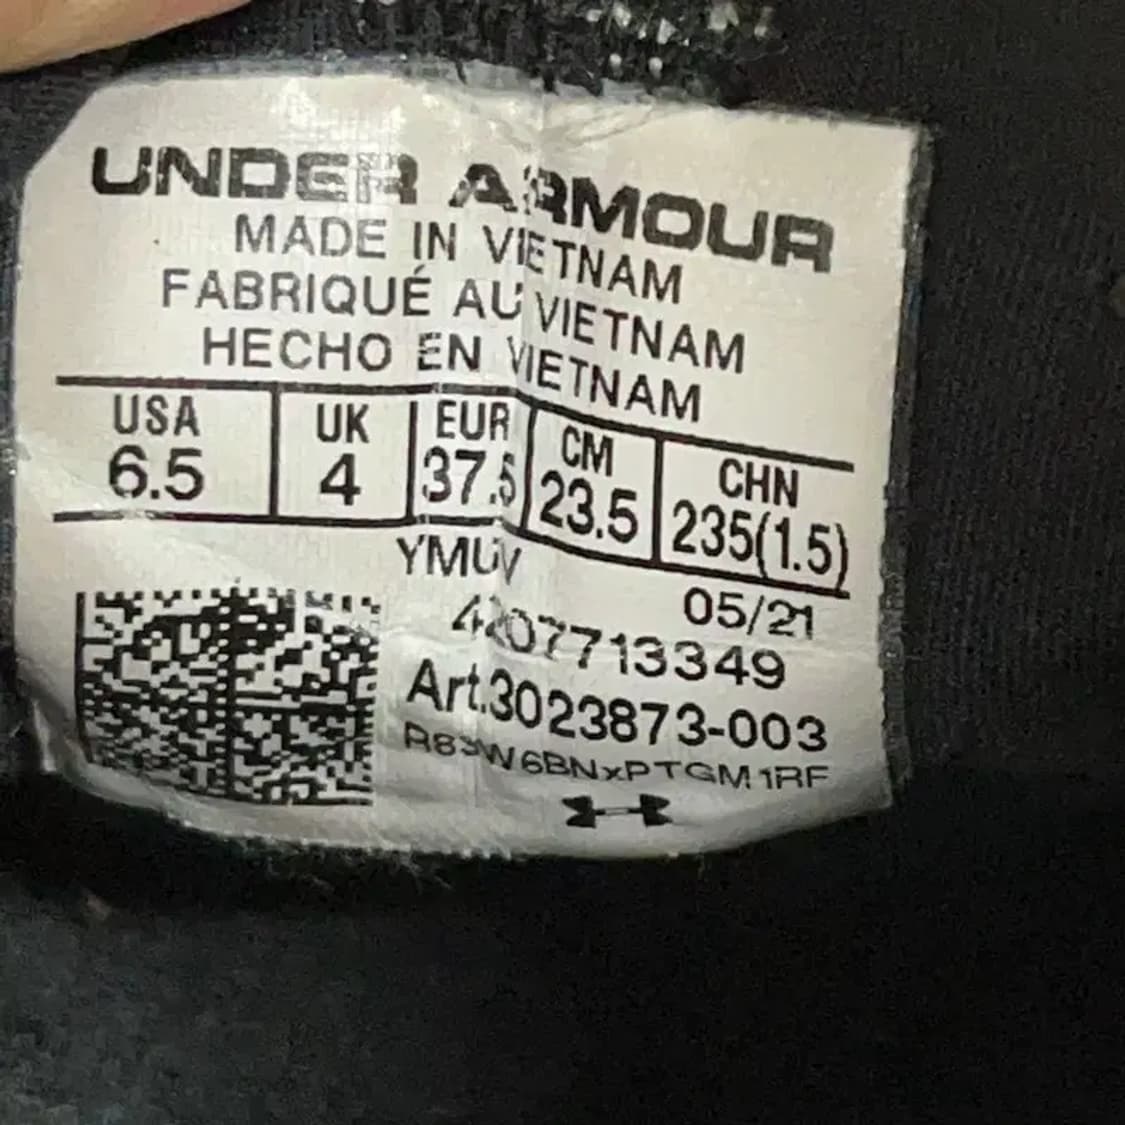 UNDER ARMOUR
MADE IN VIETNAM
FABRIQUÉ AU VIETNAM
HECHO EN VIETNAM
USA UK EUR CM CHN
6.5 4 37.5 23.5 235(1.5)
YMUV 05/21
4207713349
Art.3023873-003